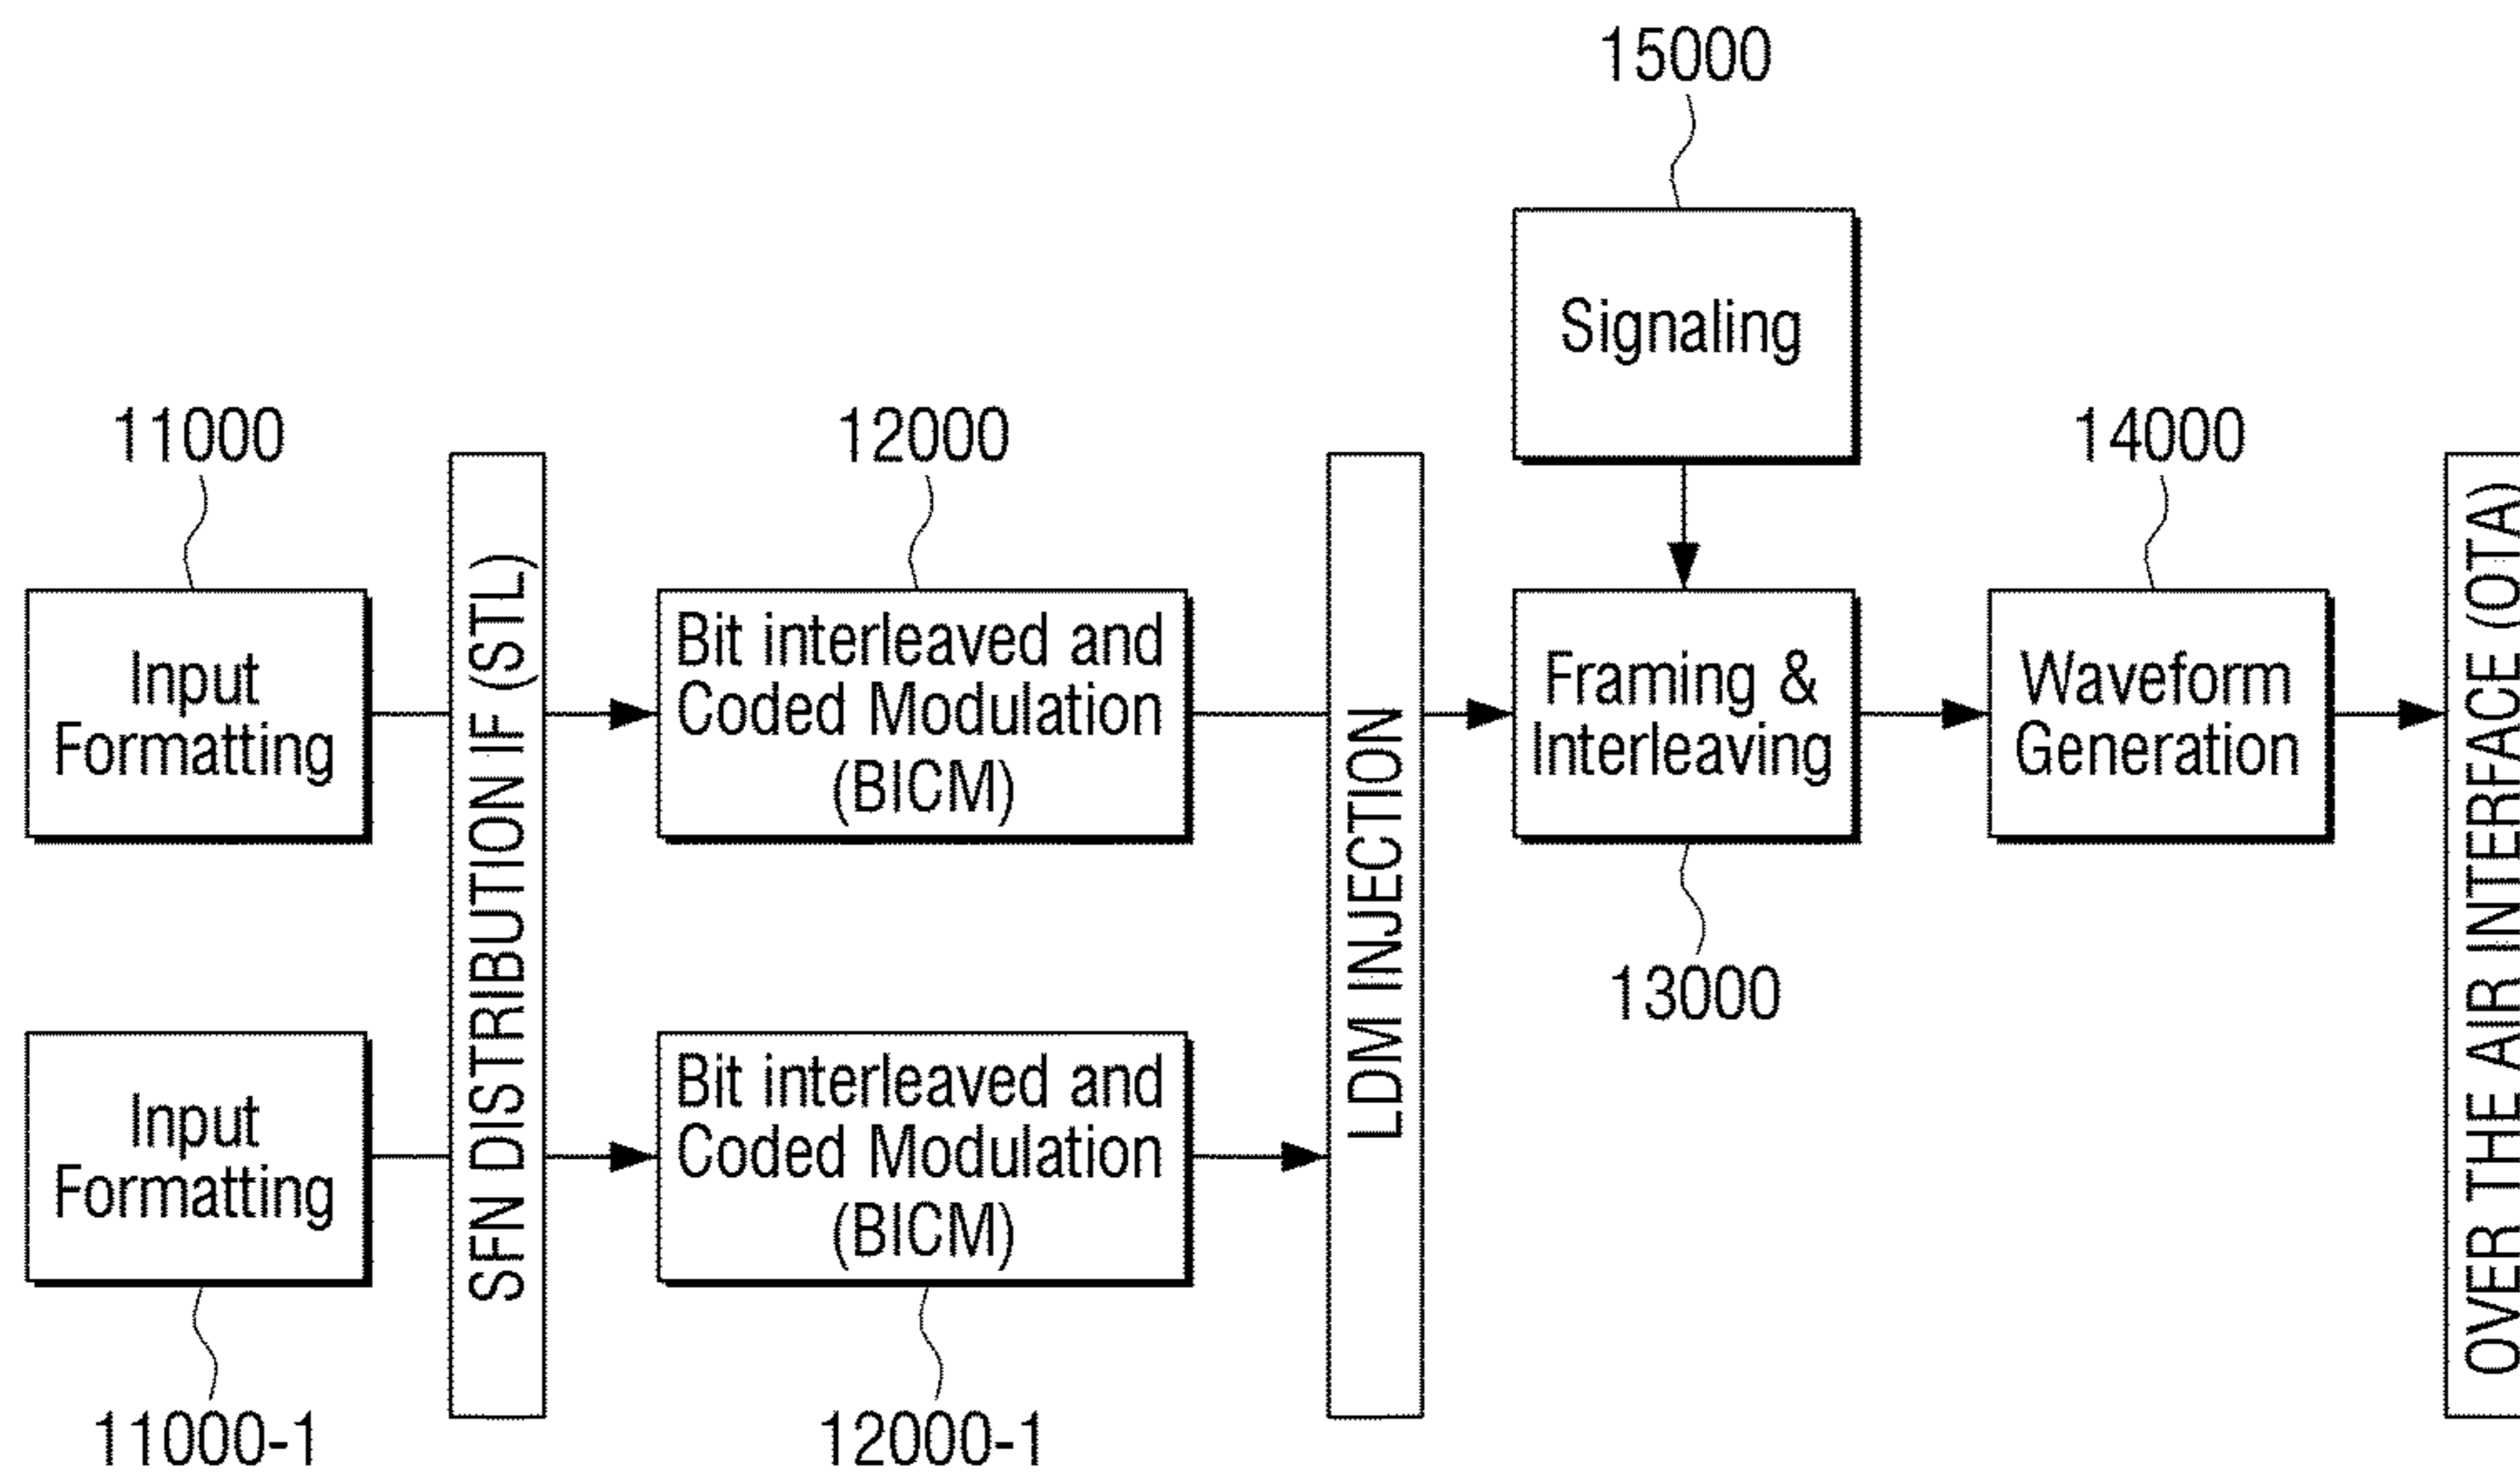 15000
Signaling
11000
12000
14000
Input
Formatting
SFN DISTRIBUTION IF (STL)
Bit interleaved and
Coded Modulation
(BICM)
LDM INJECTION
Framing &
Interleaving
Waveform
Generation
OVER THE AIR INTERFACE (OTA)
13000
Input
Formatting
Bit interleaved and
Coded Modulation
(BICM)
11000-1
12000-1